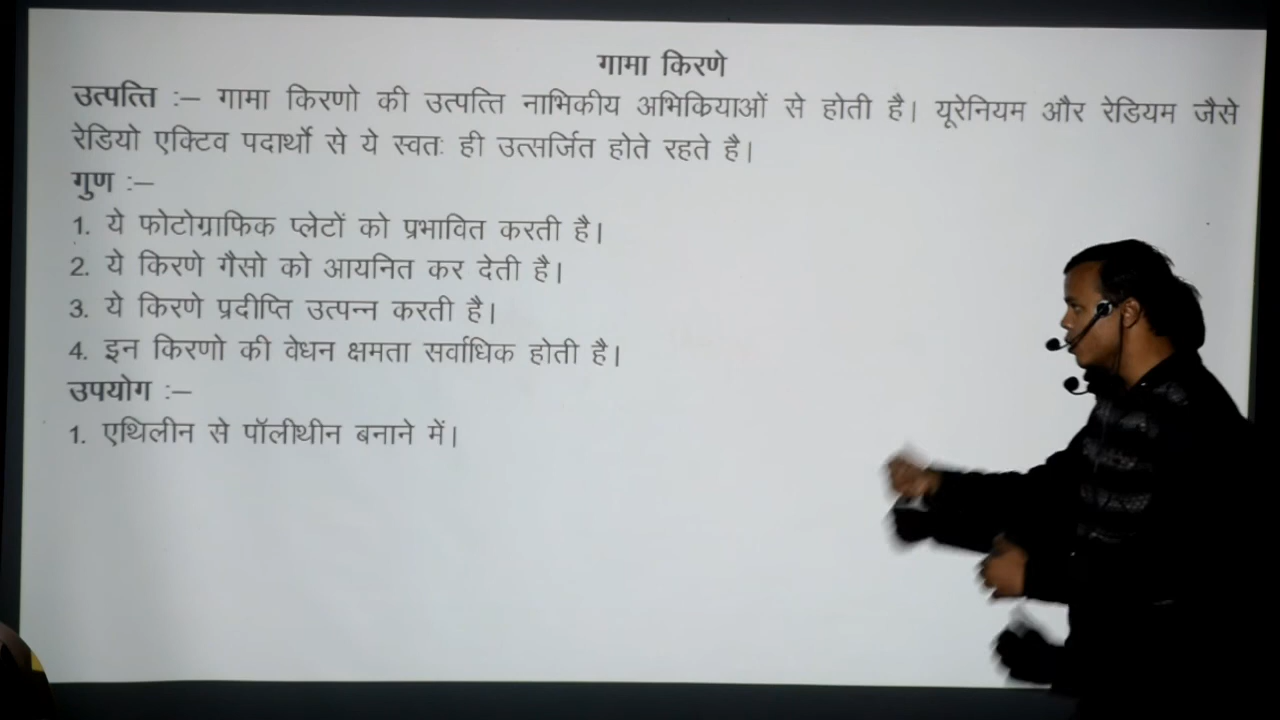 गामा किरणे
उत्पत्ति :– गामा किरणो की उत्पत्ति नाभिकीय अभिकियाओं से होती है। यूरेनियम और रेडियम जैसे
रेडियो एक्टिव पदार्थो से ये स्वतः ही उत्सर्जित होते रहते है।
गुण :–
1. ये फोटोग्राफिक प्लेटों को प्रभावित करती है।
2. ये किरणे गैसो को आयनित कर देती है।
3. ये किरणे प्रदीप्ति उत्पन्न करती है।
4. इन किरणो की वेधन क्षमता सर्वाधिक होती है।
उपयोग :–
1. एथिलीन से पॉलीथीन बनाने में।